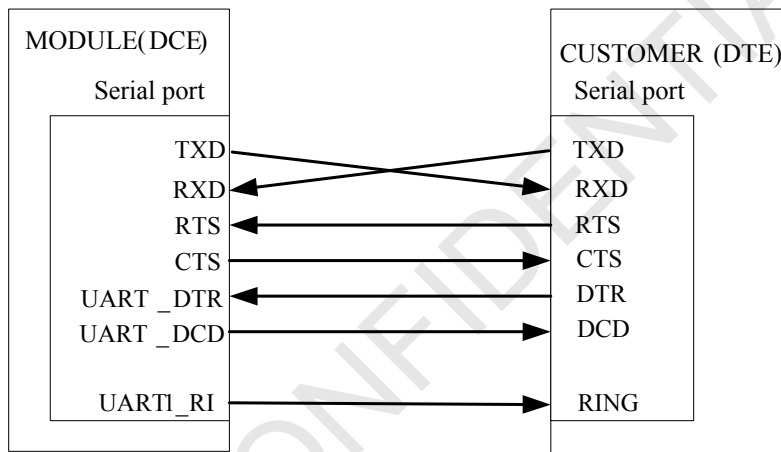 MODULE(DCE)
Serial port
TXD
RXD
RTS
CTS
UART _DTR
UART _DCD
UART1_RI
CUSTOMER (DTE)
Serial port
TXD
RXD
RTS
CTS
DTR
DCD
RING
CONFIDENTIA